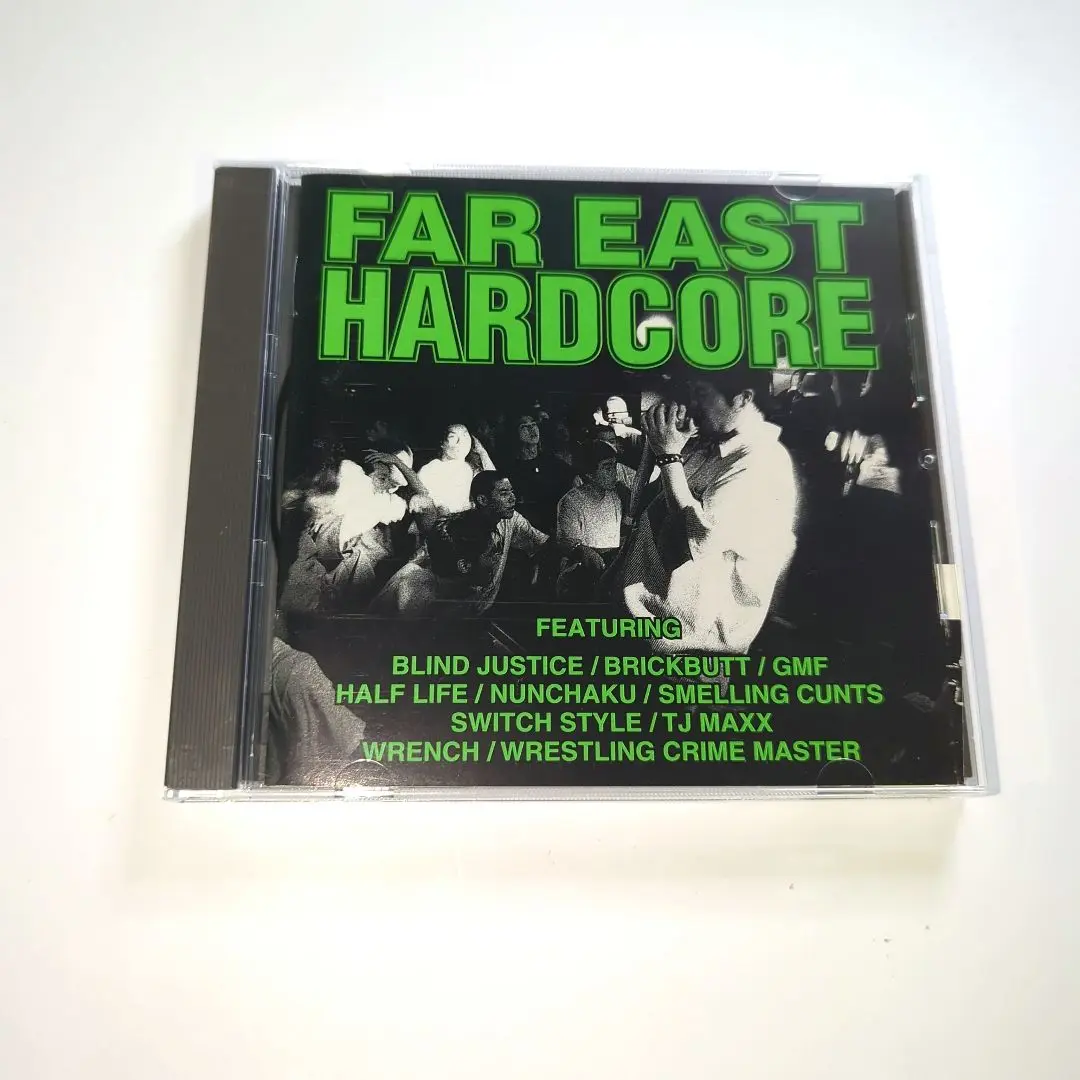 FAR EAST
HARDCORE
FEATURING
BLIND JUSTICE / BRICKBUTT / GMF
HALF LIFE / NUNCHAKU / SMELLING CUNTS
SWITCH STYLE / TJ MAXX
WRENCH / WRESTLING CRIME MASTER